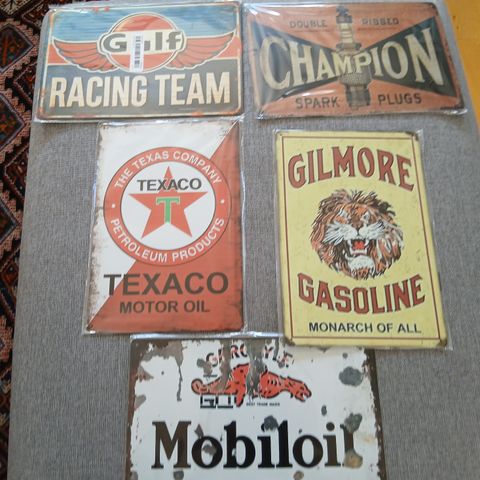 Gulf
RACING TEAM
DOUBLE RIBBED
CHAMPION
SPARK PLUGS
THE TEXAS COMPANY
TEXACO
T
PETROLEUM PRODUCTS
TEXACO
MOTOR OIL
GILMORE
GASOLINE
MONARCH OF ALL
Mobiloil